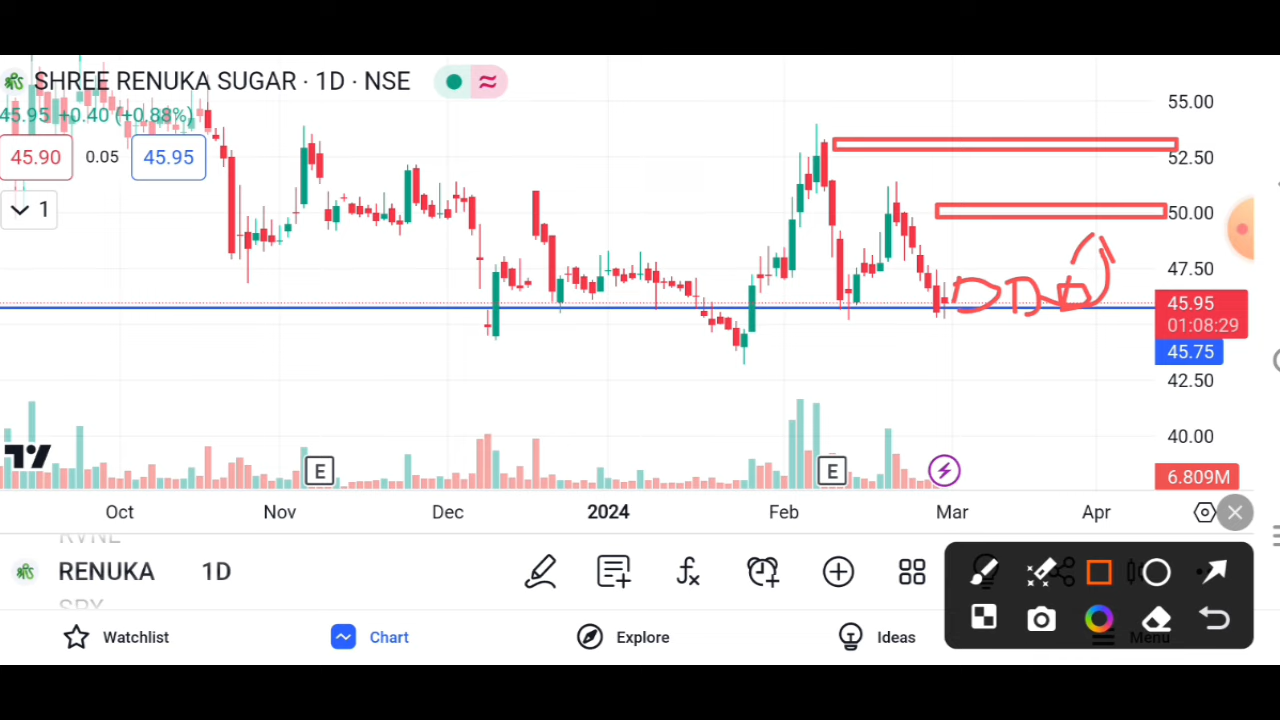 SHREE RENUKA SUGAR · 1D · NSE
45.95 +0.40 (+0.88%)
45.90 0.05 45.95
1
55.00
52.50
50.00
47.50
45.95
01:08:29
45.75
42.50
40.00
6.809M
E E
Oct Nov Dec 2024 Feb Mar Apr
RVNL
RENUKA 1D
SPY
Watchlist Chart Explore Ideas Menu